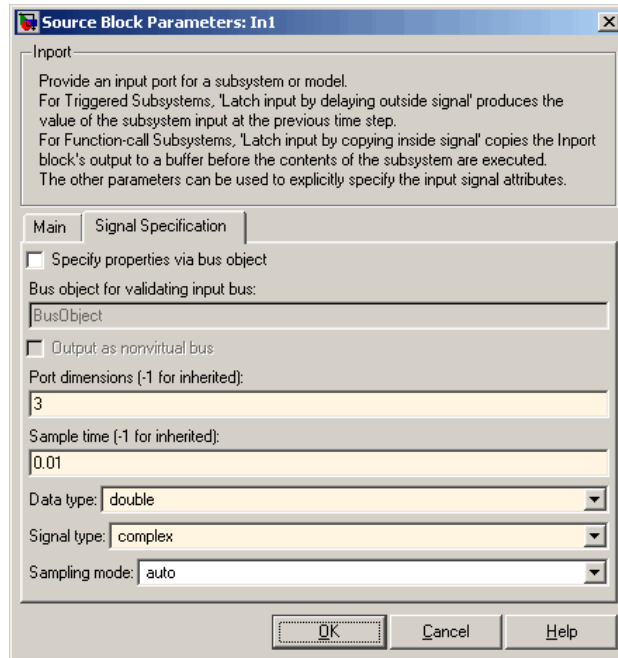 Source Block Parameters: In1
Inport
Provide an input port for a subsystem or model.
For Triggered Subsystems, 'Latch input by delaying outside signal' produces the
value of the subsystem input at the previous time step.
For Function-call Subsystems, 'Latch input by copying inside signal' copies the Inport
block's output to a buffer before the contents of the subsystem are executed.
The other parameters can be used to explicitly specify the input signal attributes.
Main Signal Specification
Specify properties via bus object
Bus object for validating input bus:
BusObject
Output as nonvirtual bus
Port dimensions (-1 for inherited):
3
Sample time (-1 for inherited):
0.01
Data type: double
Signal type: complex
Sampling mode: auto
OK Cancel Help